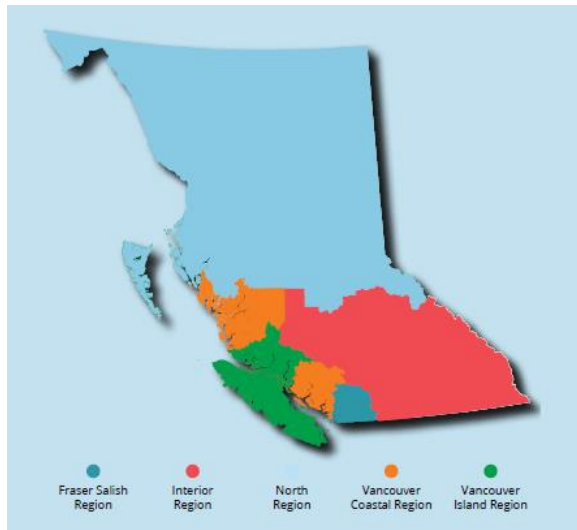 Fraser Salish
Region
Interior
Region
North
Region
Vancouver
Coastal Region
Vancouver
Island Region